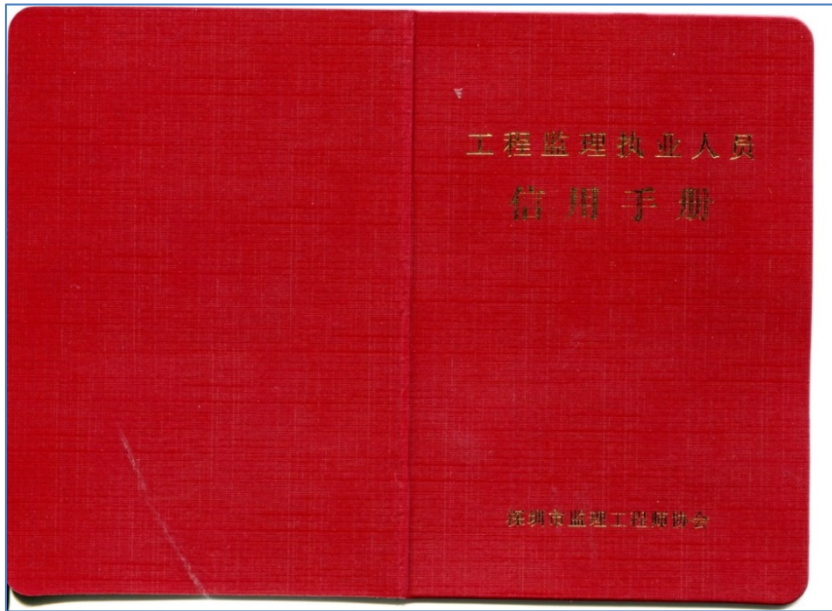 工程监理执业人员
信用手册
深圳市监理工程师协会